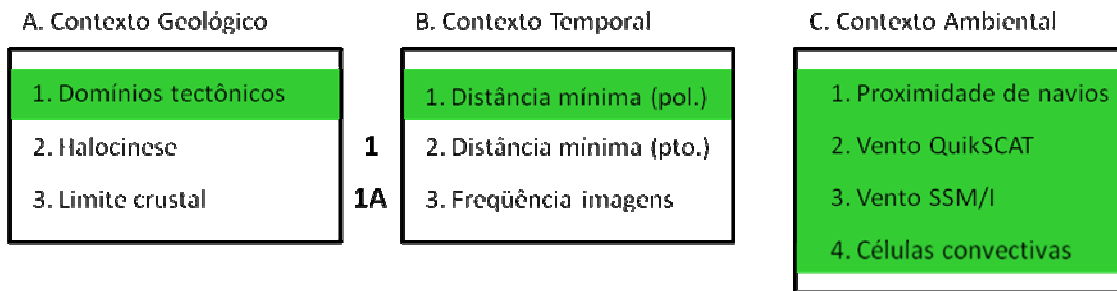 A. Contexto Geológico
1. Domínios tectônicos
2. Halocinese
3. Limite crustal
1
1A
B. Contexto Temporal
1. Distância mínima (pol.)
2. Distância mínima (pto.)
3. Freqüência imagens
C. Contexto Ambiental
1. Proximidade de navios
2. Vento QuikSCAT
3. Vento SSM/I
4. Células convectivas